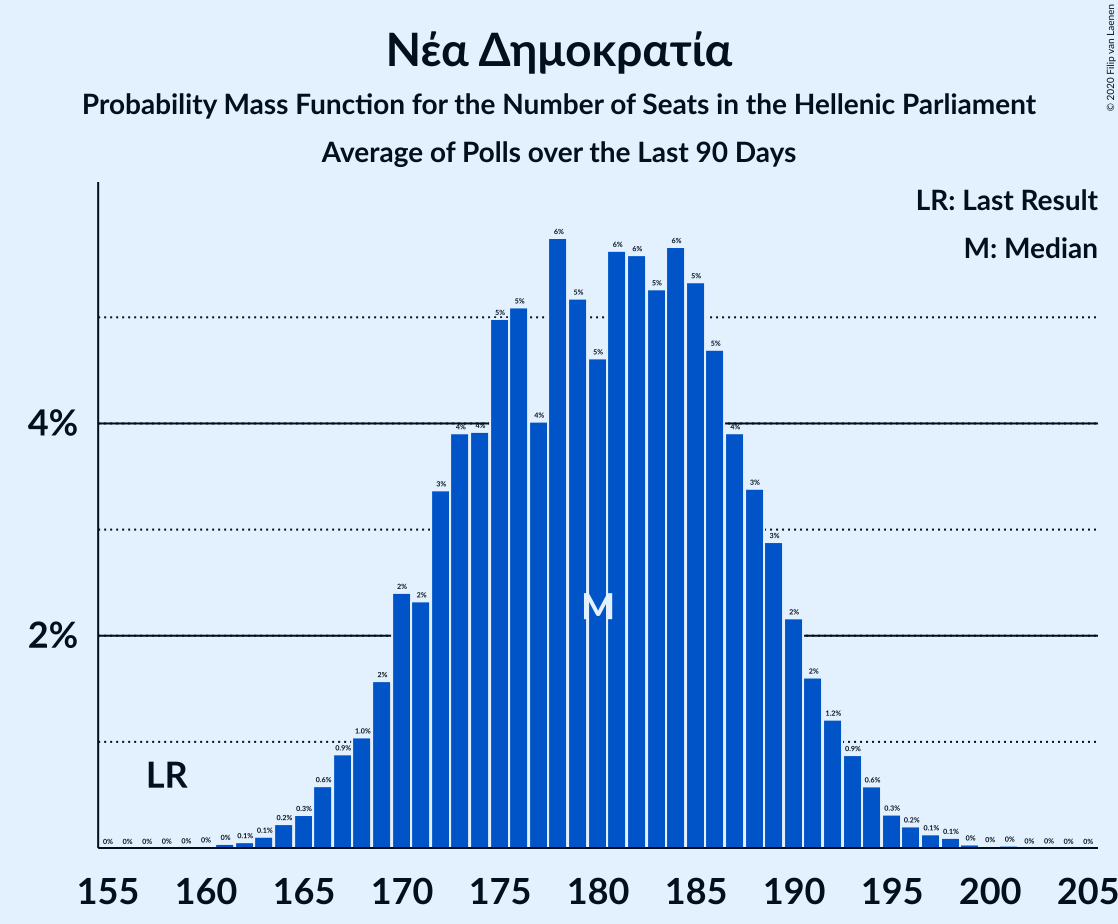 Νέα Δημοκρατία
Probability Mass Function for the Number of Seats in the Hellenic Parliament
Average of Polls over the Last 90 Days
© 2020 Filip van Laenen
LR: Last Result
M: Median
4%
2%
0% 0% 0% 0% 0% 0% 0% 0.1% 0.1% 0.2% 0.3% 0.6% 0.9% 1.0% 2% 2% 2% 3% 4% 4% 5% 5% 4% 6% 5% 5% 6% 6% 5% 6% 5% 5% 4% 3% 3% 2% 2% 1.2% 0.9% 0.6% 0.3% 0.2% 0.1% 0.1% 0% 0% 0% 0% 0% 0% 0%
M
LR
155 160 165 170 175 180 185 190 195 200 205